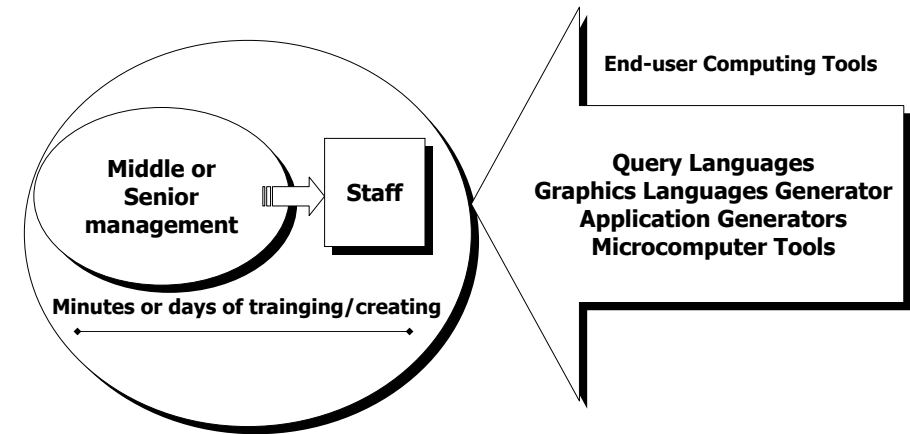 End-user Computing Tools
Middle or
Senior
management
Staff
Query Languages
Graphics Languages Generator
Application Generators
Microcomputer Tools
Minutes or days of trainging/creating